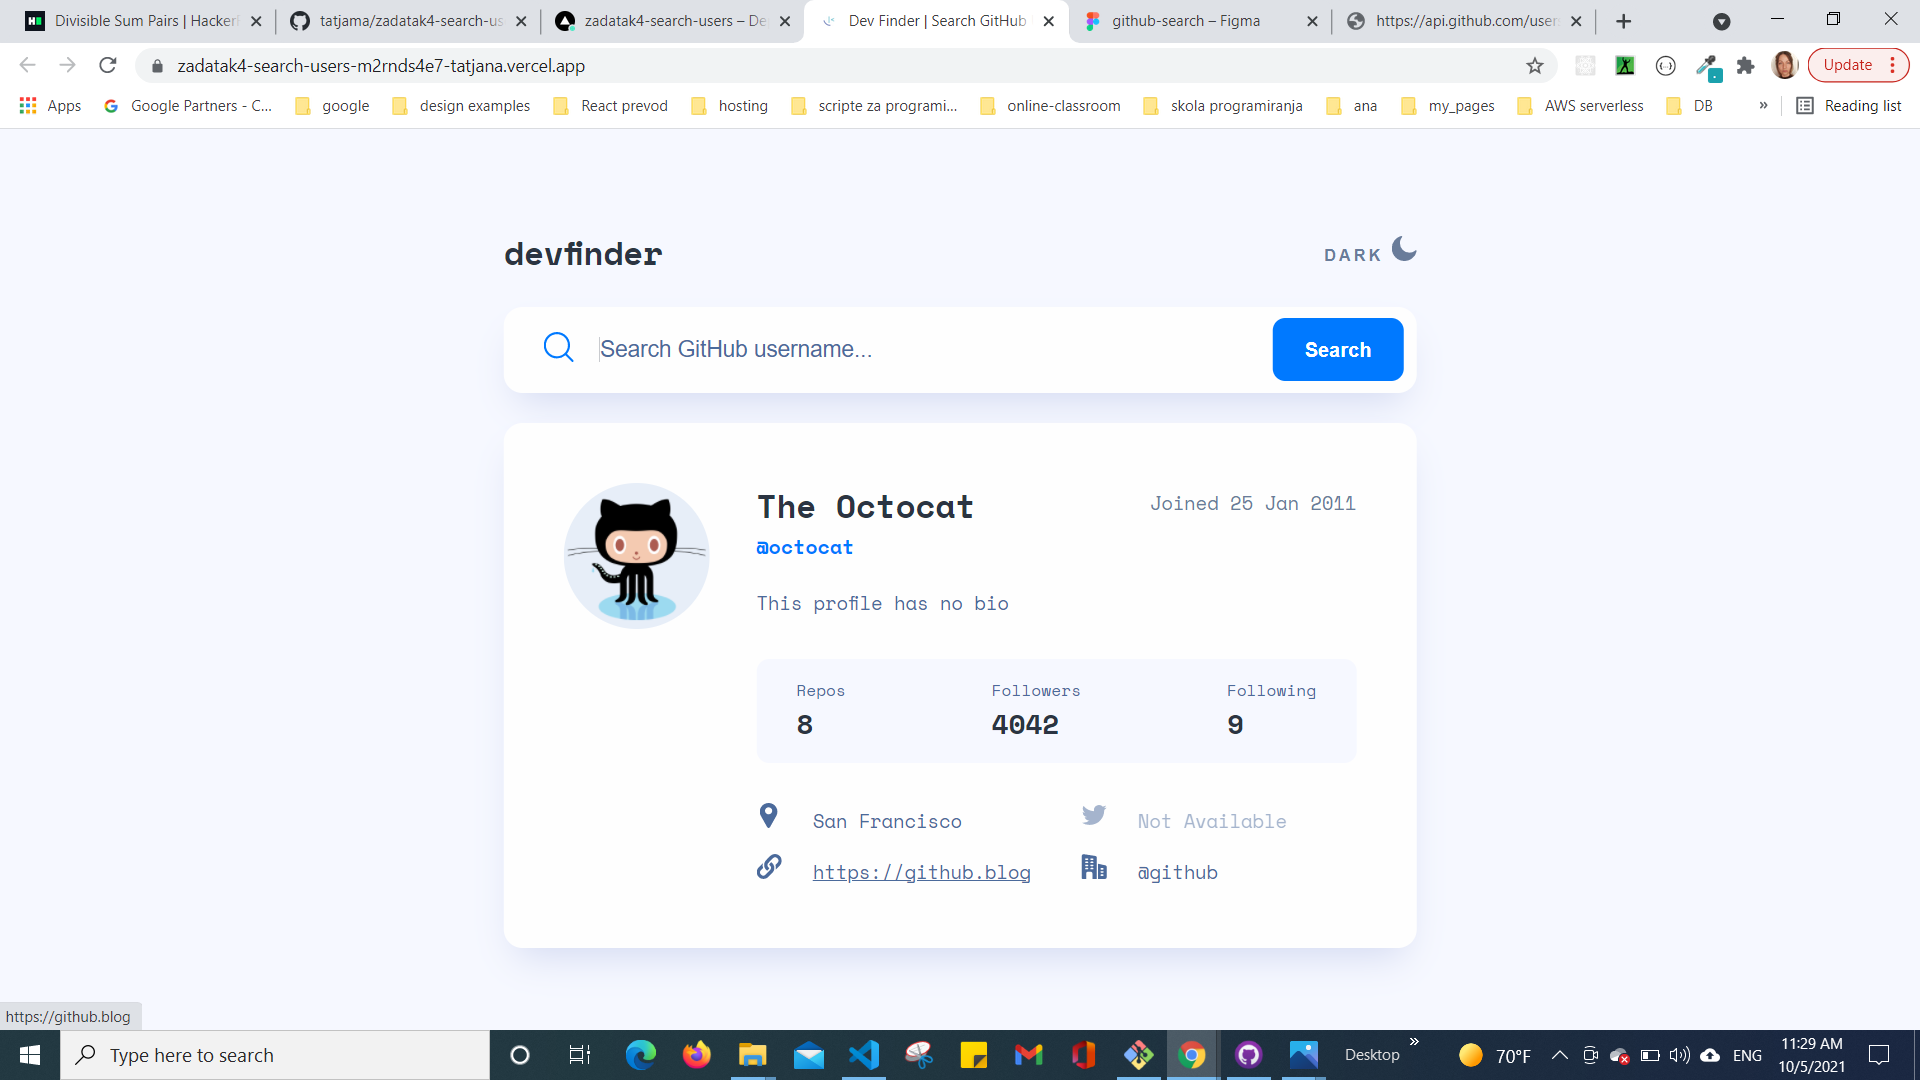 Divisible Sum Pairs | Hacker
tatjama/zadatak4-search-us
zadatak4-search-users – De
Dev Finder | Search GitHub
github-search – Figma
https://api.github.com/user
zadatak4-search-users-m2rnds4e7-tatjana.vercel.app
Update
Apps
Google Partners - C...
google
design examples
React prevod
hosting
scripte za programi...
online-classroom
skola programiranja
ana
my_pages
AWS serverless
DB
»
Reading list
devfinder
DARK
Search GitHub username...
Search
The Octocat
Joined 25 Jan 2011
@octocat
This profile has no bio
Repos
Followers
Following
8
4042
9
San Francisco
Not Available
https://github.blog
@github
https://github.blog
Type here to search
Desktop
»
70°F
ENG
11:29 AM
10/5/2021